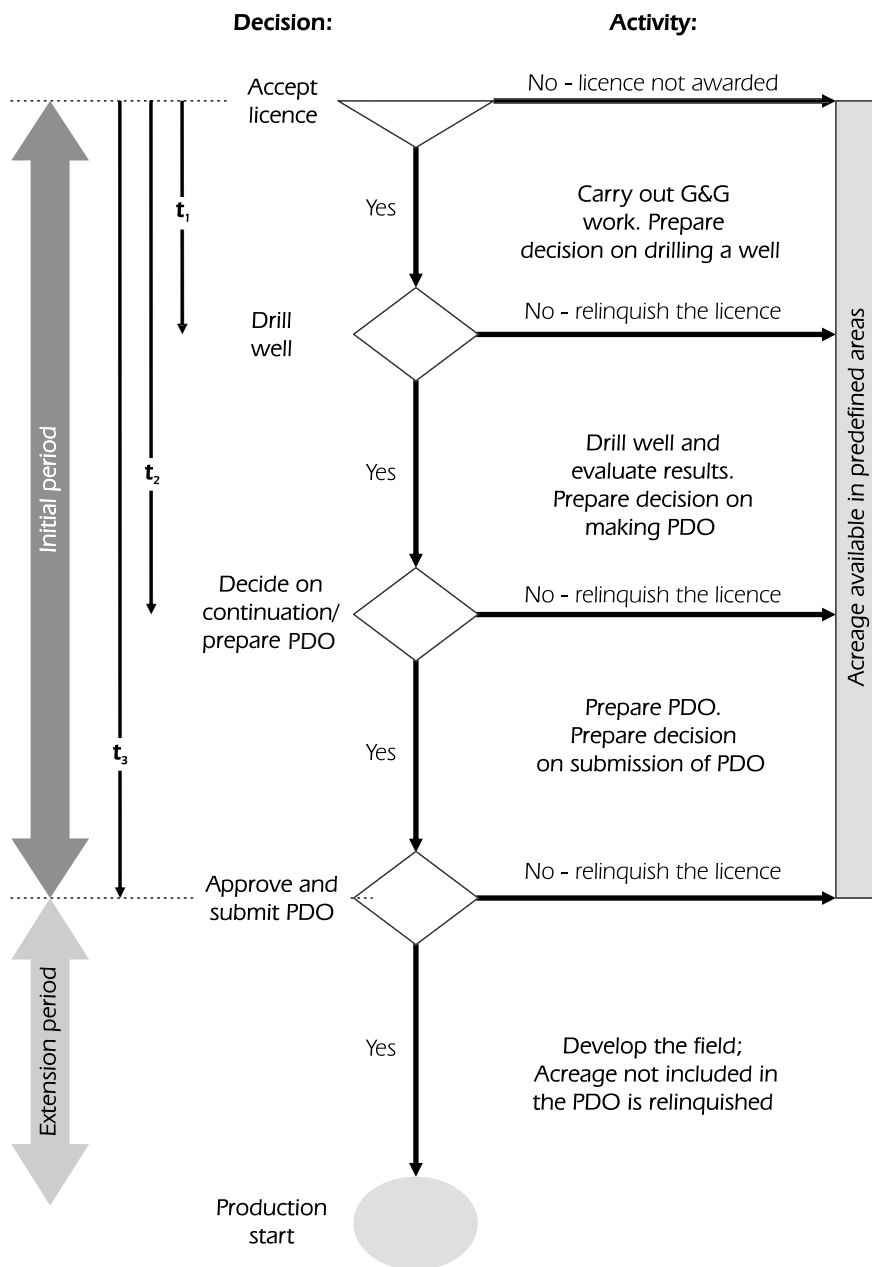 Decision:
Activity:
Accept
licence
No - licence not awarded
t₁
Yes
Carry out G&G
work. Prepare
decision on drilling a well
Drill
well
No - relinquish the licence
Initial period
t₂
Yes
Drill well and
evaluate results.
Prepare decision on
making PDO
Acreage available in predefined areas
Decide on
continuation/
prepare PDO
No - relinquish the licence
t₃
Yes
Prepare PDO.
Prepare decision
on submission of PDO
Approve and
submit PDO
No - relinquish the licence
Extension period
Yes
Develop the field;
Acreage not included in
the PDO is relinquished
Production
start